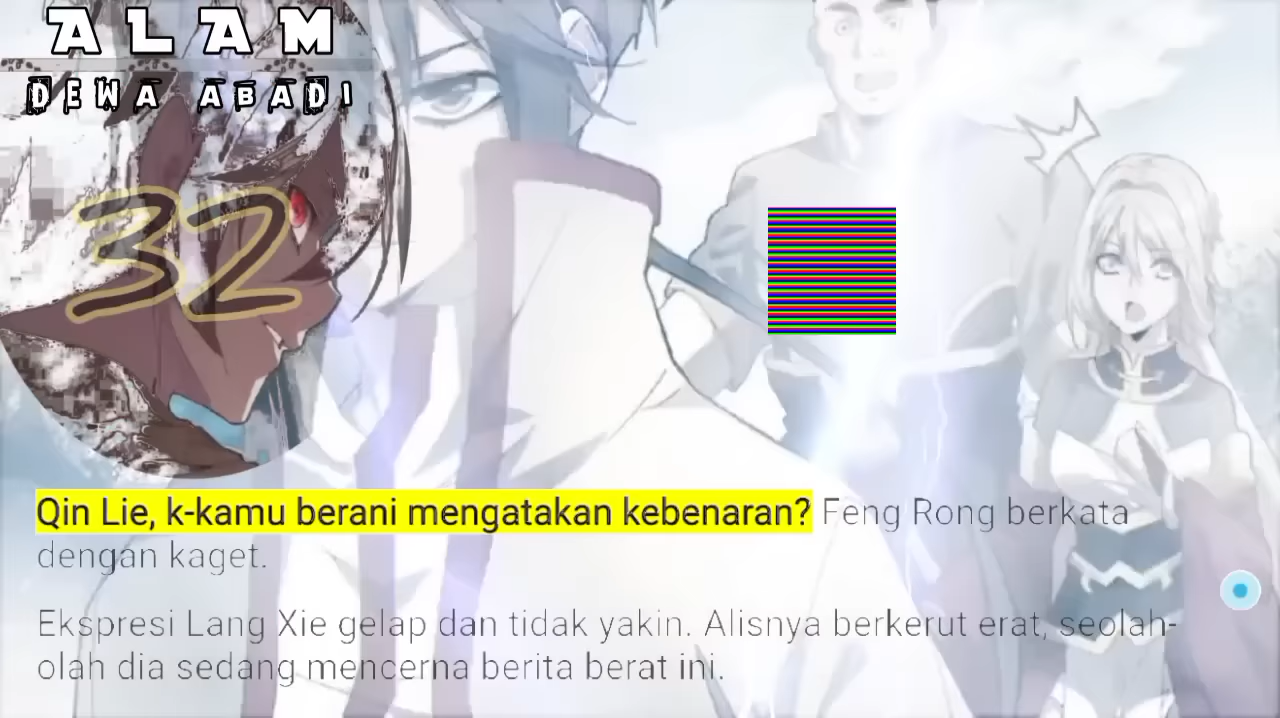 ALAM
DEWA ABADI
32
Qin Lie, k-kamu berani mengatakan kebenaran? Feng Rong berkata
dengan kaget.
Ekspresi Lang Xie gelap dan tidak yakin. Alisnya berkerut erat, seolah-
olah dia sedang mencerna berita berat ini.